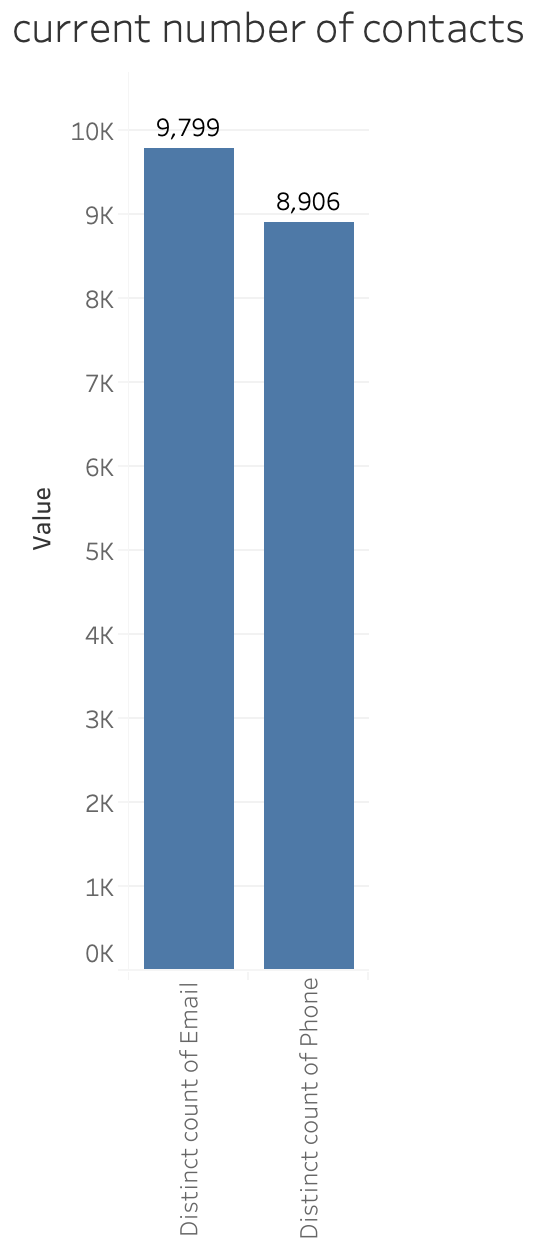 current number of contacts
10K
9K
8K
7K
6K
5K
4K
3K
2K
1K
0K
Value
9,799
8,906
Distinct count of Email
Distinct count of Phone